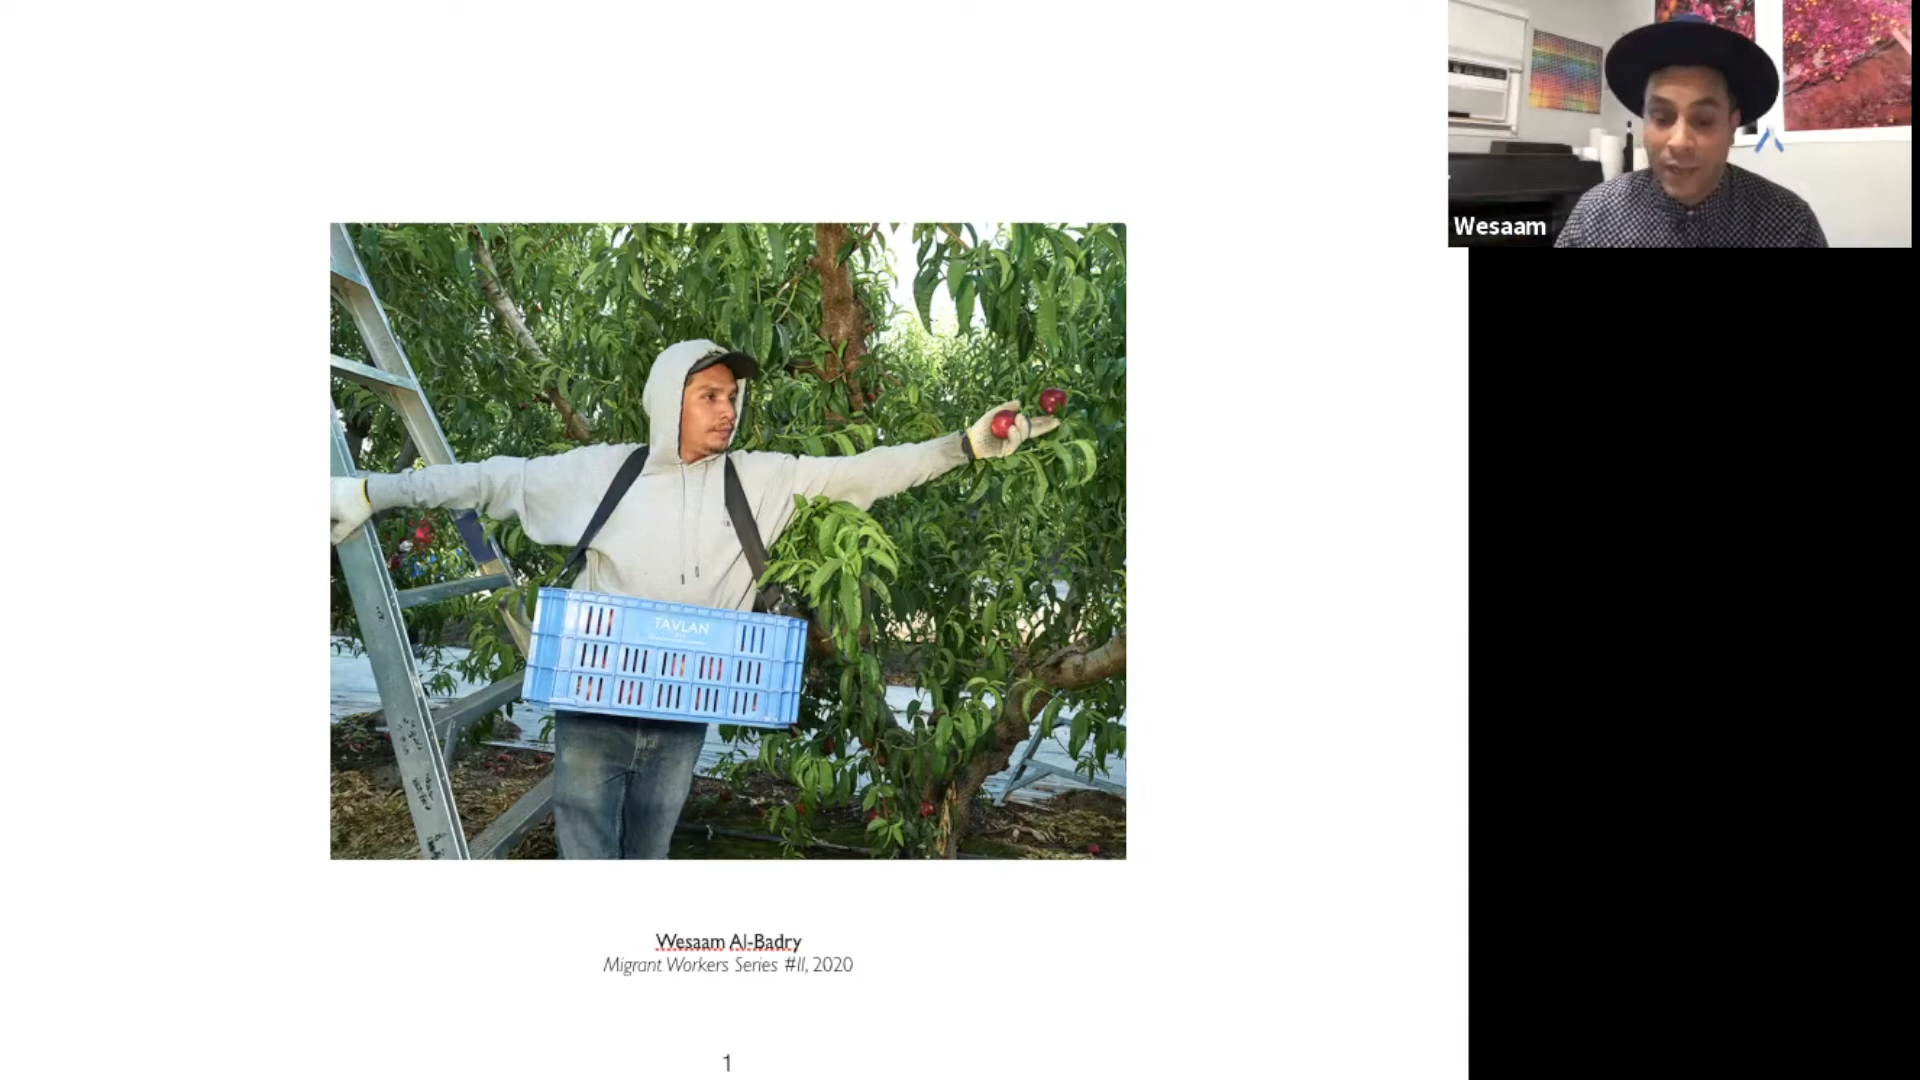 Wesaam
TAVLAN
Wesaam Al-Badry
Migrant Workers Series #II, 2020
1